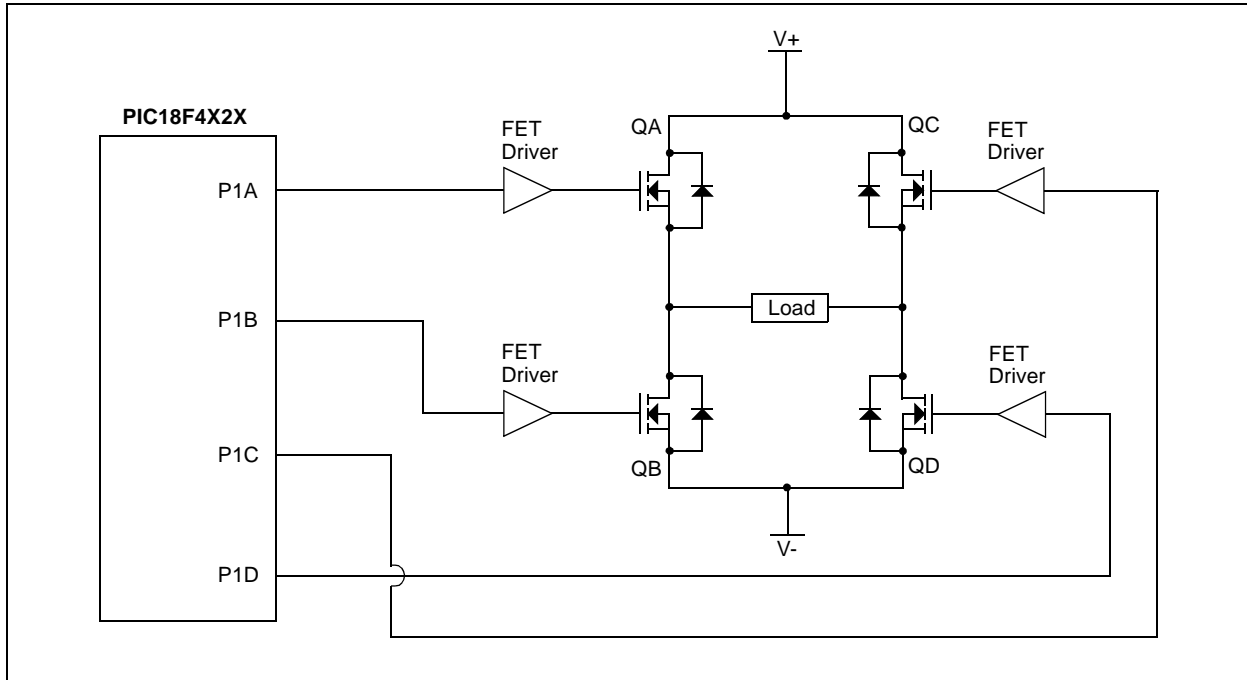 V+
PIC18F4X2X
FET
Driver
QA
QC
FET
Driver
P1A
P1B
Load
FET
Driver
FET
Driver
P1C
QB
QD
V-
P1D